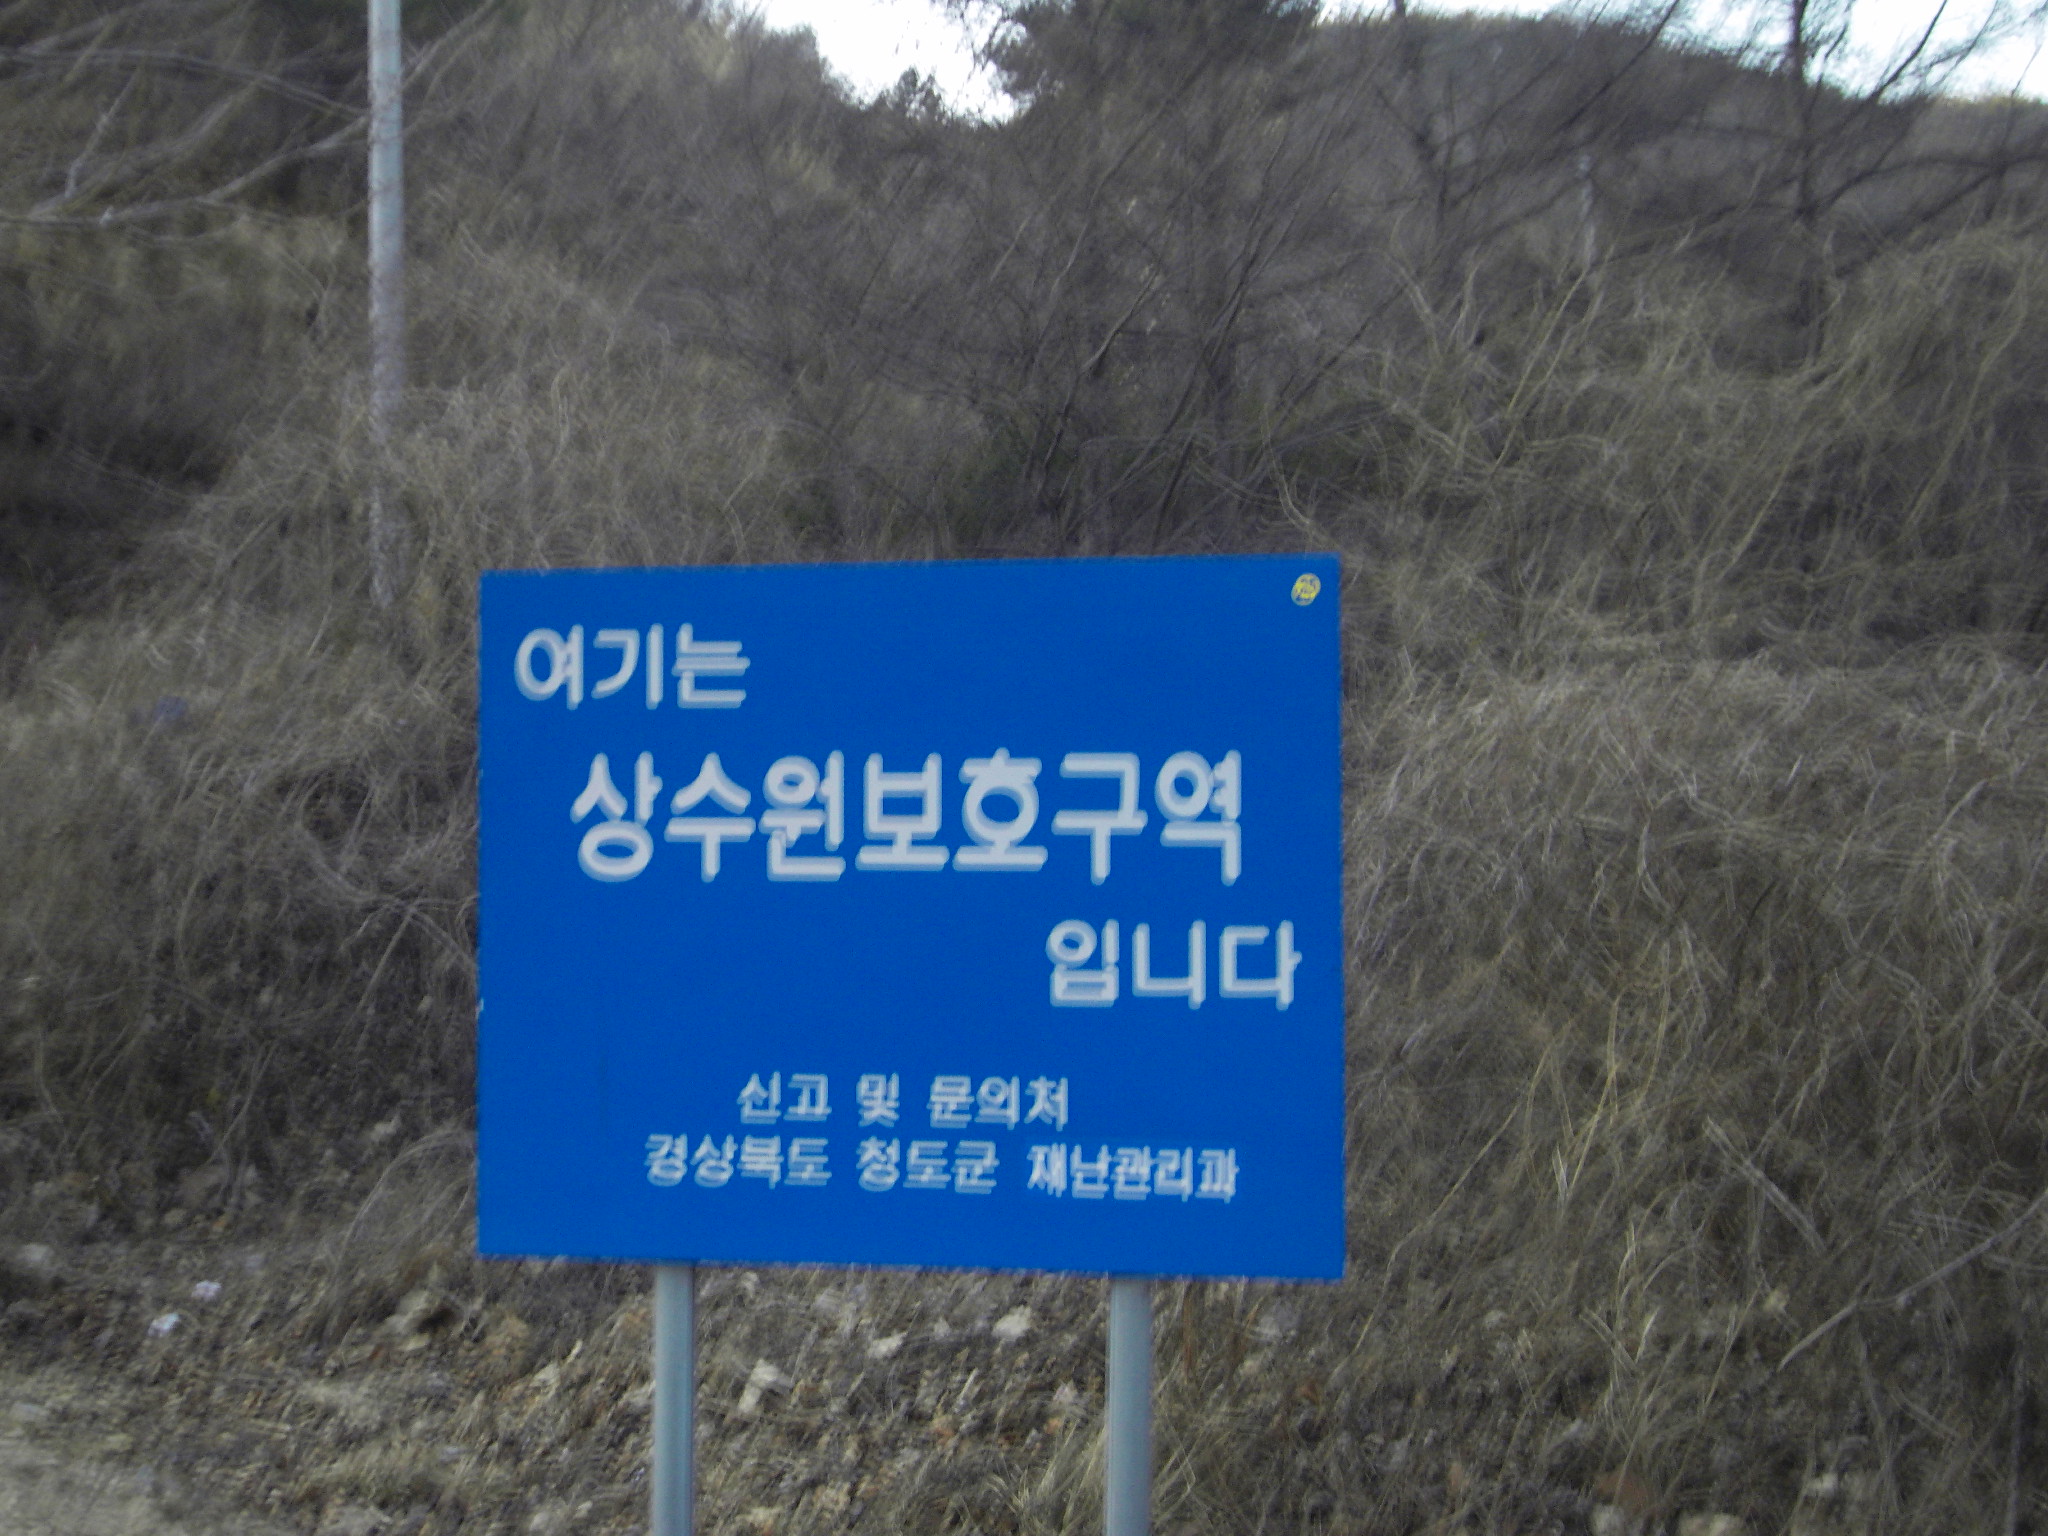 여기는
상수원보호구역
입니다
신고 및 문의처
경상북도 청도군 재난관리과